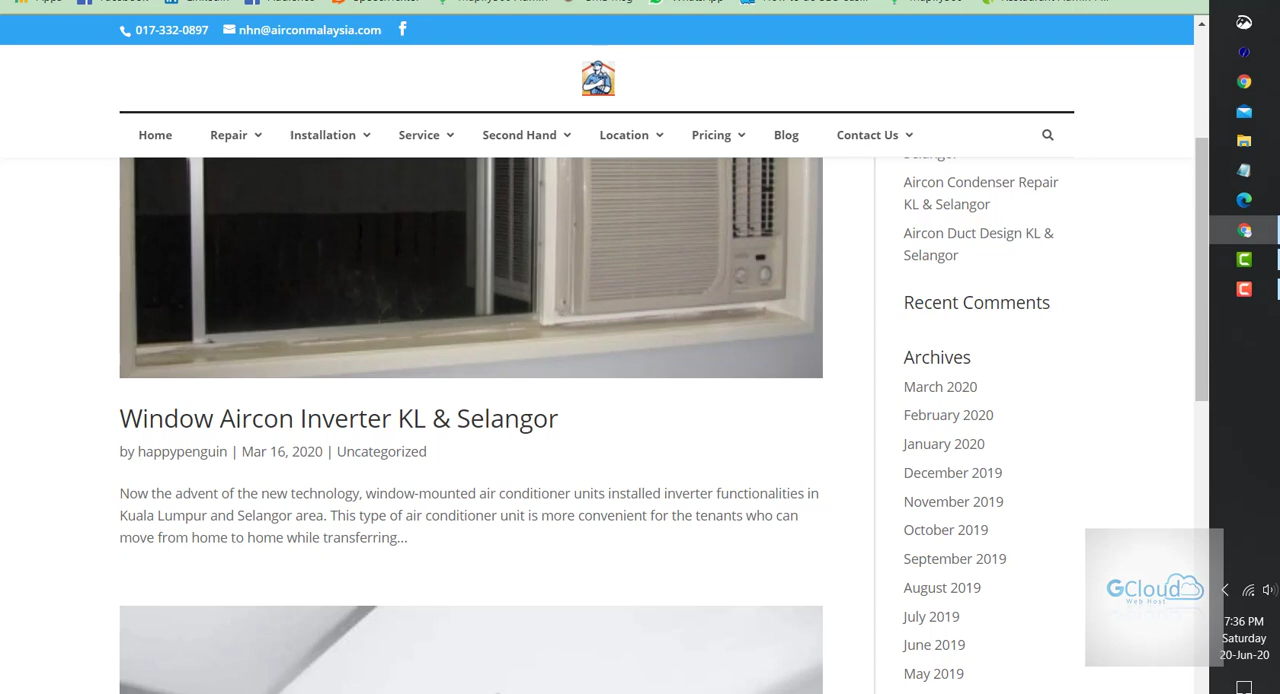 Apps
017-332-0897
nhn@airconmalaysia.com
Home
Repair
Installation
Service
Second Hand
Location
Pricing
Blog
Contact Us
Selangor
Aircon Condenser Repair
KL & Selangor
Aircon Duct Design KL &
Selangor
Recent Comments
Archives
March 2020
February 2020
January 2020
December 2019
November 2019
October 2019
September 2019
August 2019
July 2019
June 2019
May 2019
Window Aircon Inverter KL & Selangor
by happypenguin | Mar 16, 2020 | Uncategorized
Now the advent of the new technology, window-mounted air conditioner units installed inverter functionalities in
Kuala Lumpur and Selangor area. This type of air conditioner unit is more convenient for the tenants who can
move from home to home while transferring...
GCloud
Web Host
7:36 PM
Saturday
20-Jun-20